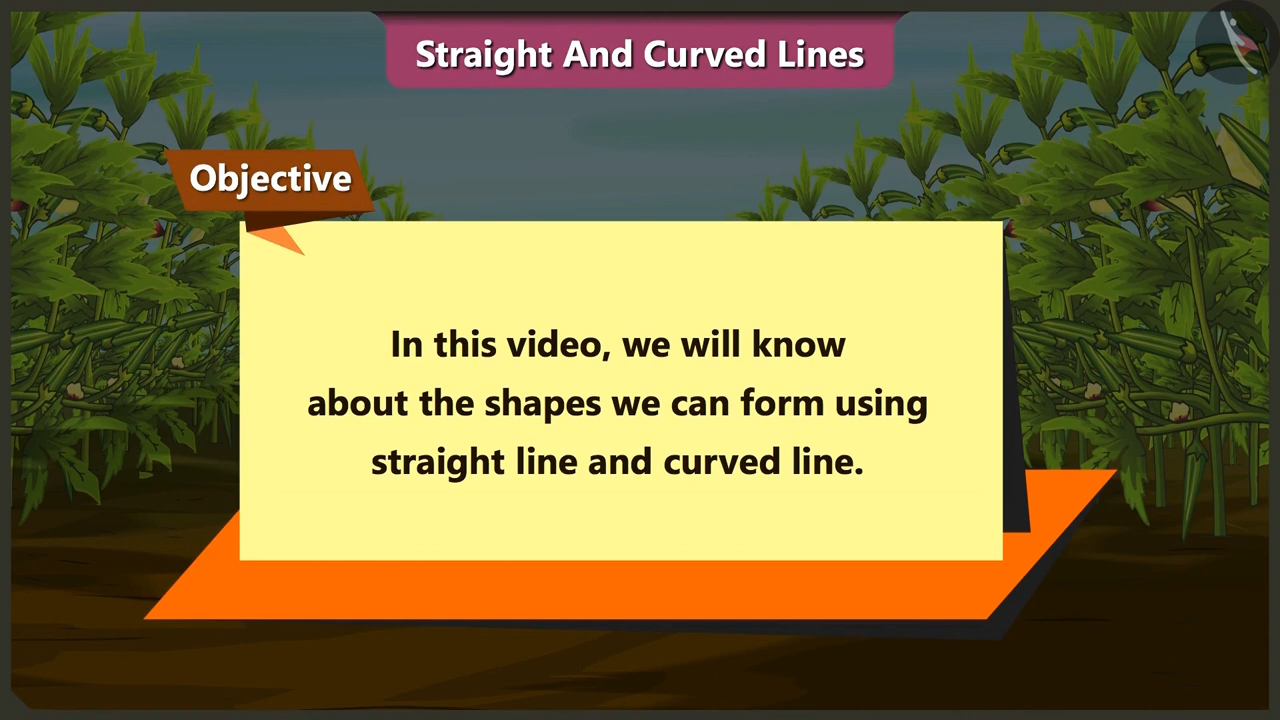 Straight And Curved Lines
Objective
In this video, we will know
about the shapes we can form using
straight line and curved line.